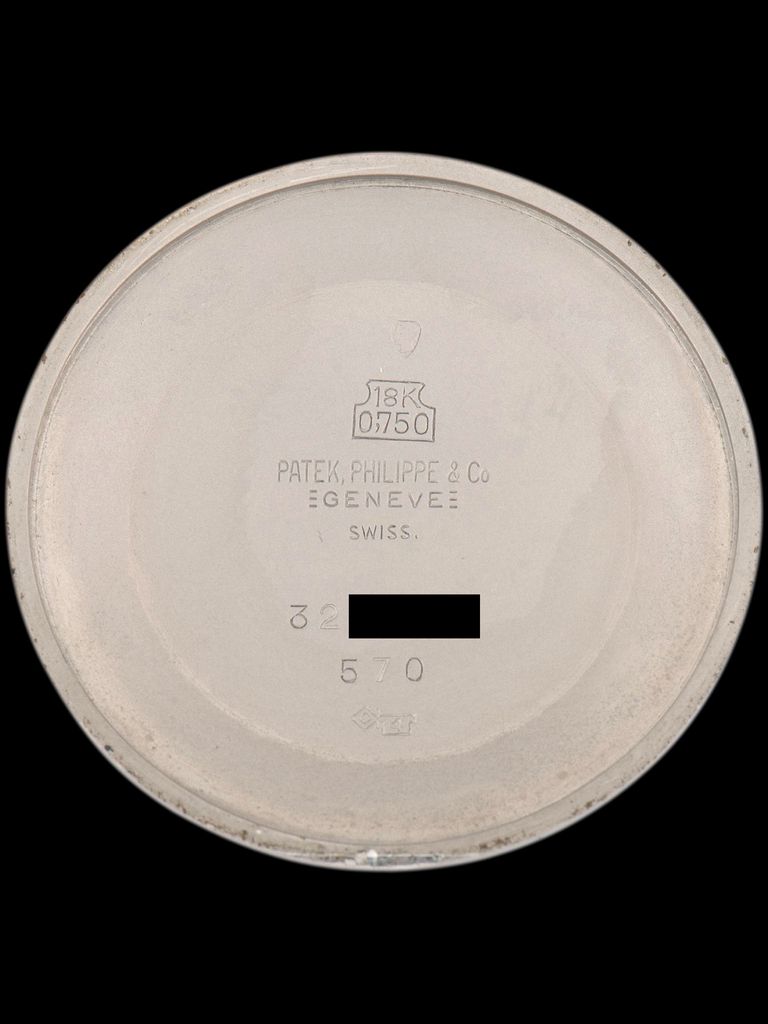 18K
0,750
PATEK, PHILIPPE & Co
GENEVE
SWISS.
32
570